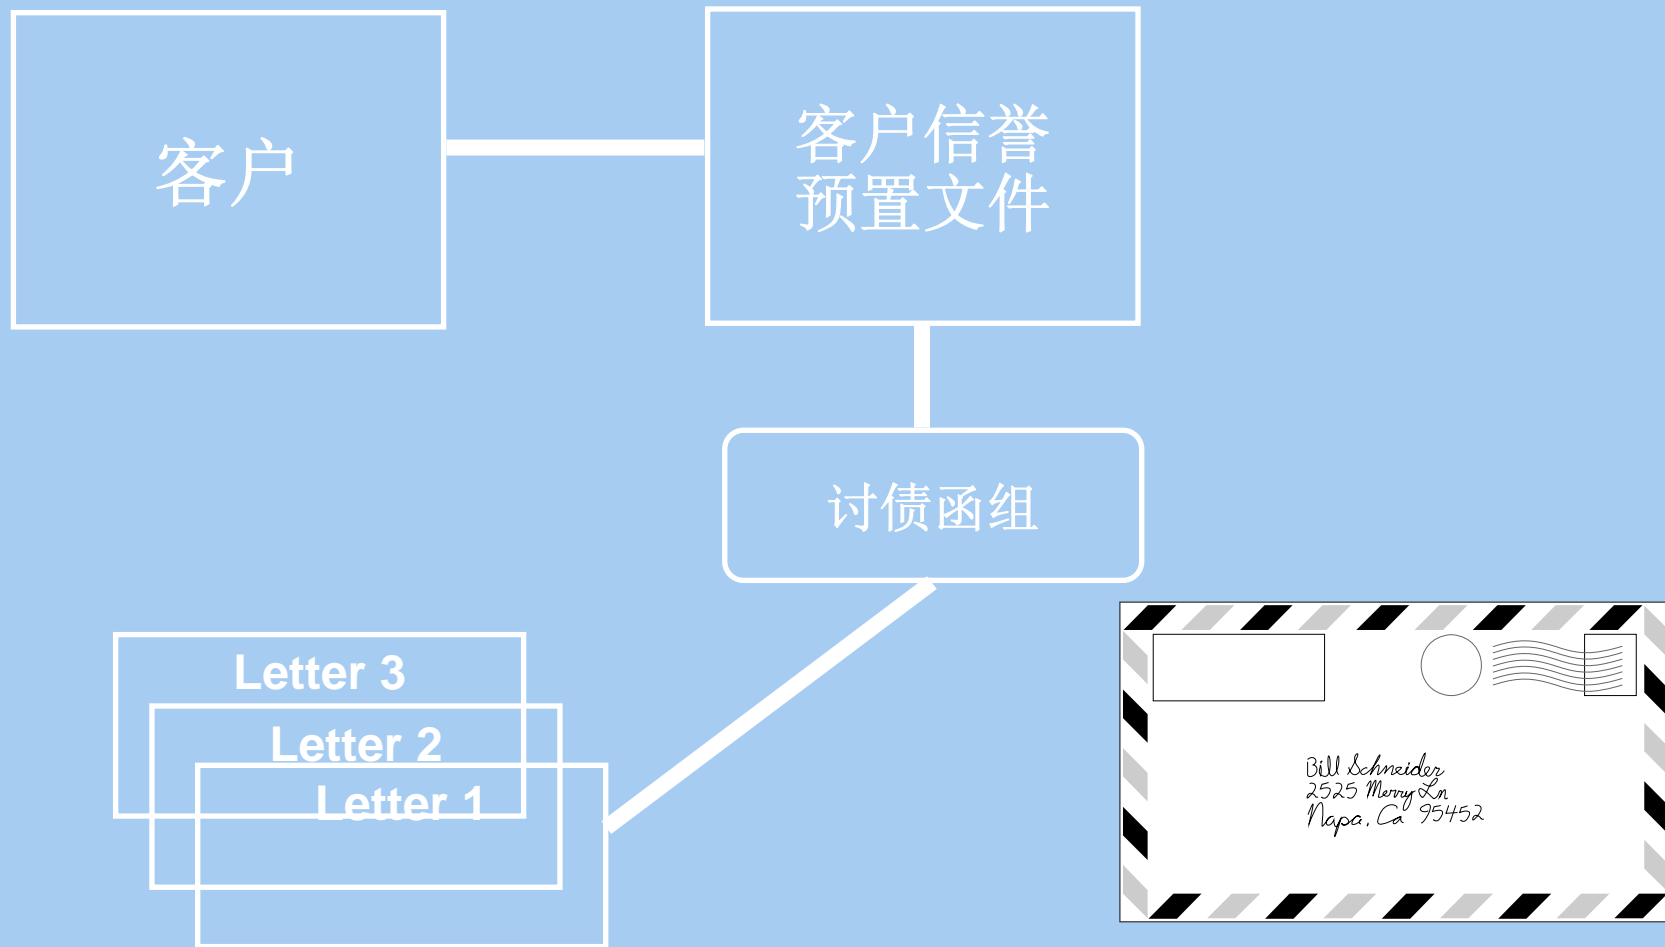 客户
客户信誉
预置文件
讨债函组
Letter 3
Letter 2
Letter 1
Bill Schneider
2525 Merry Ln
Napa, Ca 95452